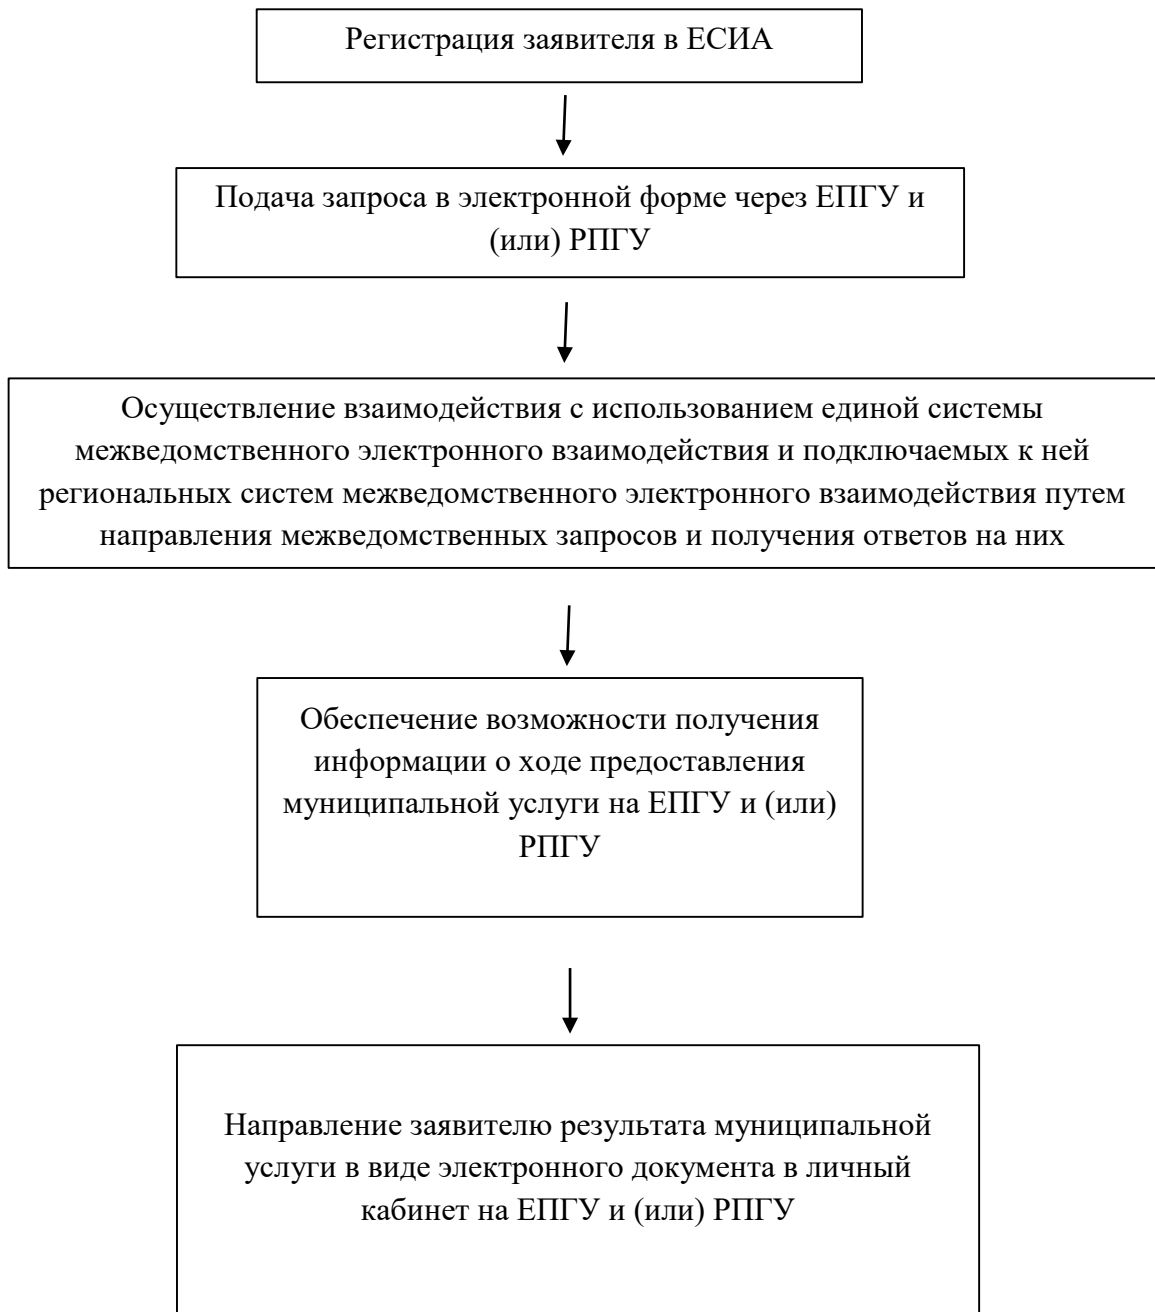 Регистрация заявителя в ЕСИА
Подача запроса в электронной форме через ЕПГУ и
(или) РПГУ
Осуществление взаимодействия с использованием единой системы
межведомственного электронного взаимодействия и подключаемых к ней
региональных систем межведомственного электронного взаимодействия путем
направления межведомственных запросов и получения ответов на них
Обеспечение возможности получения
информации о ходе предоставления
муниципальной услуги на ЕПГУ и (или)
РПГУ
Направление заявителю результата муниципальной
услуги в виде электронного документа в личный
кабинет на ЕПГУ и (или) РПГУ